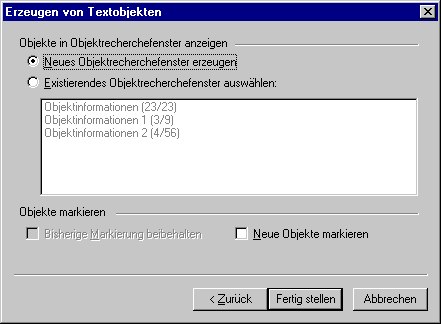 Erzeugen von Textobjekten
Objekte in Objektrecherchefenster anzeigen
Neues Objektrecherchefenster erzeugen
Existierendes Objektrecherchefenster auswählen:
Objektinformationen (23/23)
Objektinformationen 1 (3/9)
Objektinformationen 2 (4/56)
Objekte markieren
Bisherige Markierung beibehalten
Neue Objekte markieren
< Zurück
Fertig stellen
Abbrechen